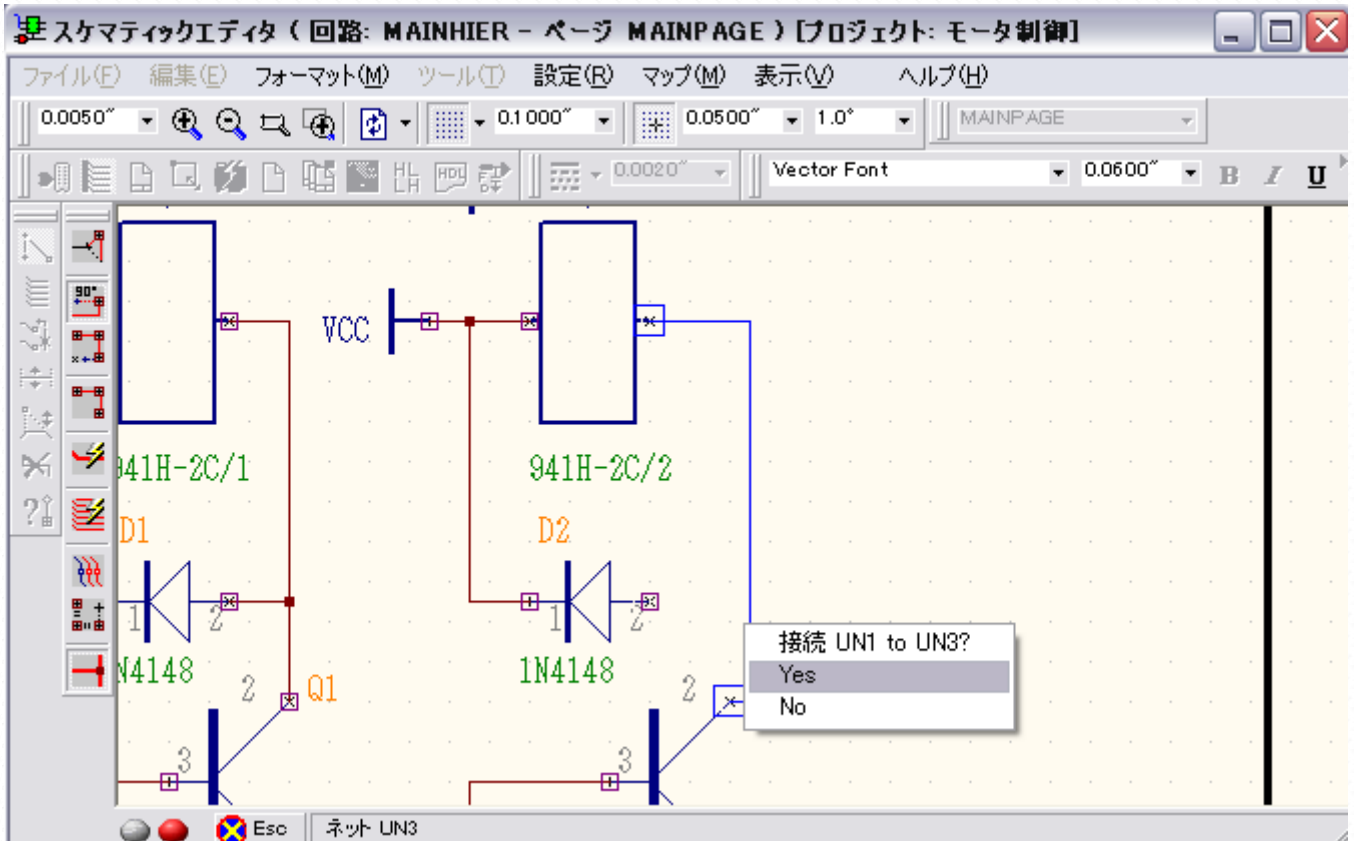 スケマティックエディタ ( 回路: MAINHIER - ページ MAINPAGE ) [プロジェクト: モータ制御]
ファイル(F) 編集(E) フォーマット(M) ツール(T) 設定(R) マップ(M) 表示(V) ヘルプ(H)
0.0050" 0.1000" 0.0500" 1.0° MAINPAGE
HL LH HDL 0.0020" Vector Font 0.0600" B I U
90°
VCC
941H-2C/1 941H-2C/2
D1 D2
1 2 1 2
N4148 1N4148
接続 UN1 to UN3?
Yes
No
2 Q1 2
3 3
Esc ネット UN3